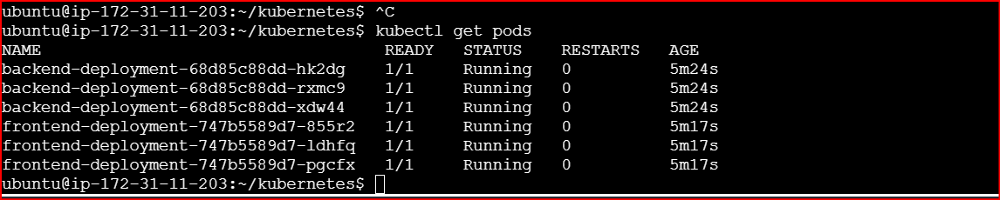 ubuntu@ip-172-31-11-203:~/kubernetes$ ^C
ubuntu@ip-172-31-11-203:~/kubernetes$ kubectl get pods
NAME READY STATUS RESTARTS AGE
backend-deployment-68d85c88dd-hk2dg 1/1 Running 0 5m24s
backend-deployment-68d85c88dd-rxmc9 1/1 Running 0 5m24s
backend-deployment-68d85c88dd-xdw44 1/1 Running 0 5m24s
frontend-deployment-747b5589d7-855r2 1/1 Running 0 5m17s
frontend-deployment-747b5589d7-ldhfq 1/1 Running 0 5m17s
frontend-deployment-747b5589d7-pgcfx 1/1 Running 0 5m17s
ubuntu@ip-172-31-11-203:~/kubernetes$